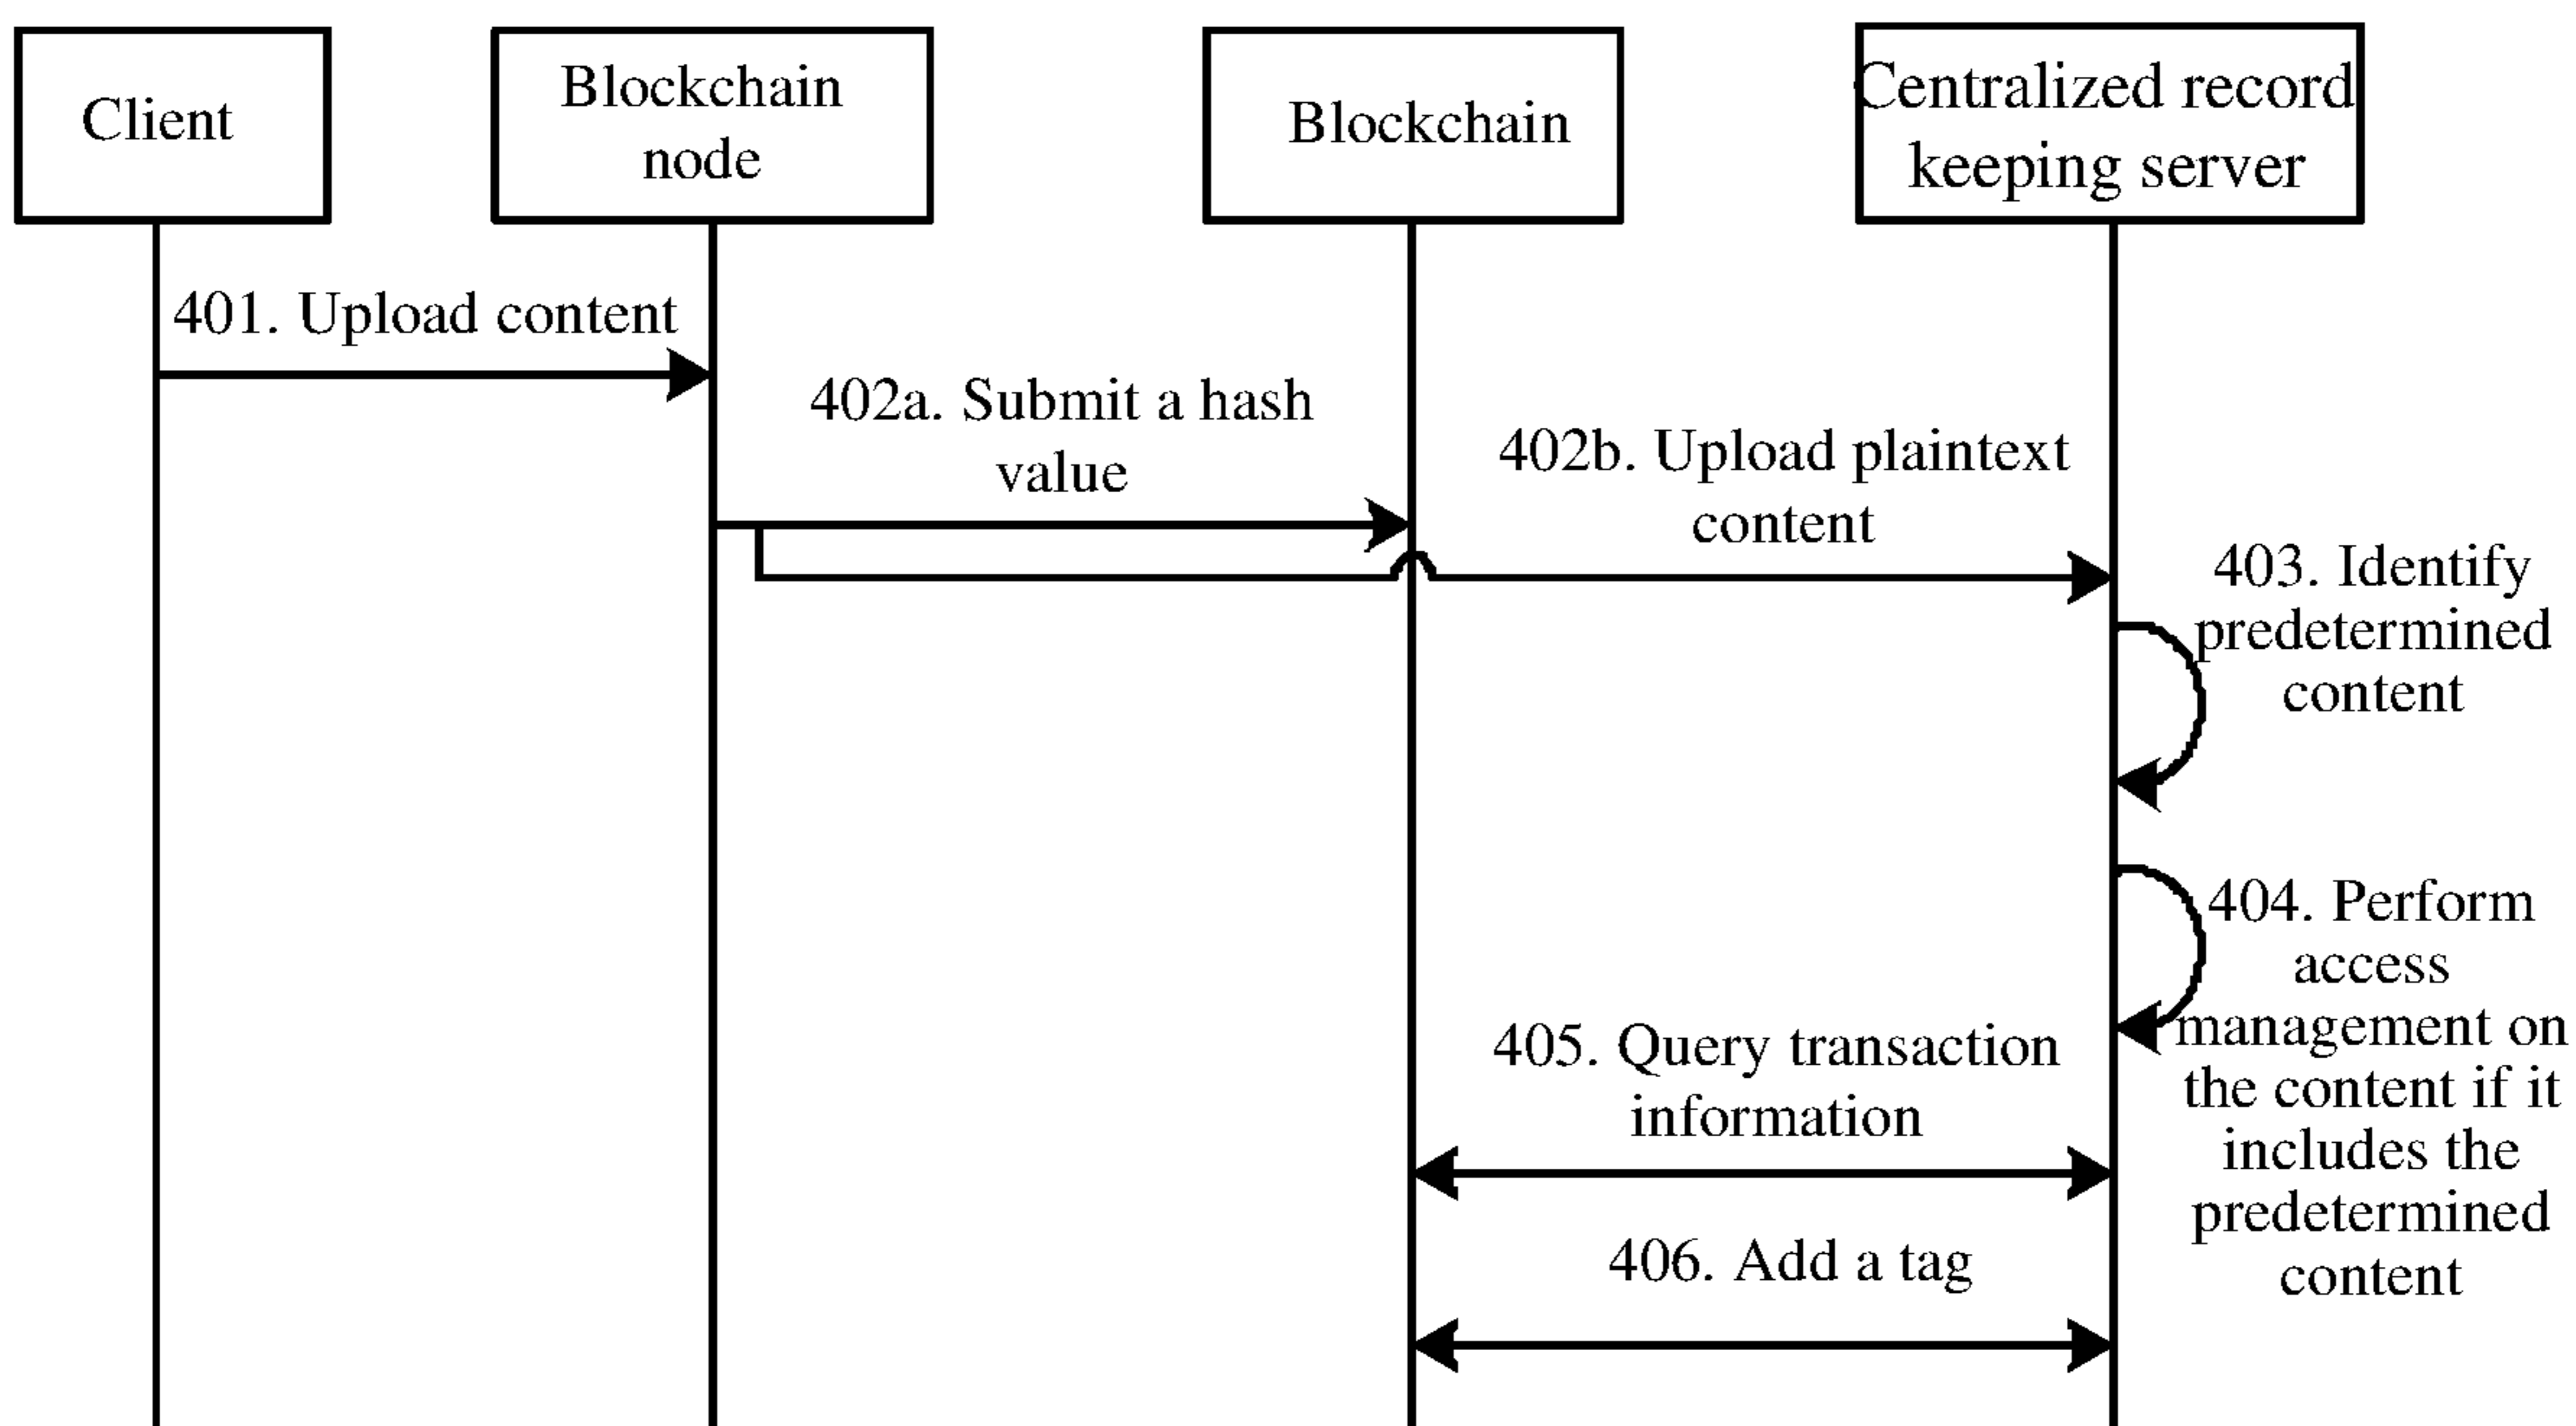 Client
Blockchain
node
Blockchain
Centralized record
keeping server
401. Upload content
402a. Submit a hash
value
402b. Upload plaintext
content
403. Identify
predetermined
content
404. Perform
access
management on
the content if it
includes the
predetermined
content
405. Query transaction
information
406. Add a tag